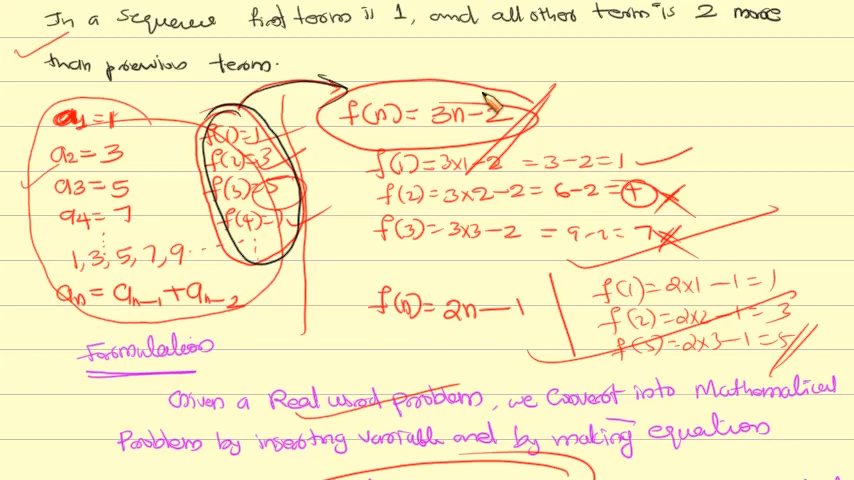 In a sequence first terms is 1, and all other term is 2 more
than previous terms.
a1 = 1
a2 = 3
a3 = 5
a4 = 7
1, 3, 5, 7, 9 ......
an = an-1 + an-2
f(1) = 1
f(2) = 3
f(3) = 5
f(4) = 7
f(n) = 3n-2
f(1) = 3x1-2 = 3-2 = 1
f(2) = 3x2-2 = 6-2 = 4
f(3) = 3x3-2 = 9-2 = 7
f(n) = 2n-1
f(1) = 2x1-1 = 1
f(2) = 2x2-1 = 3
f(3) = 2x3-1 = 5
Formulation
Given a Real word problem, we convert into Mathematical
Problem by inserting variable and by making equation